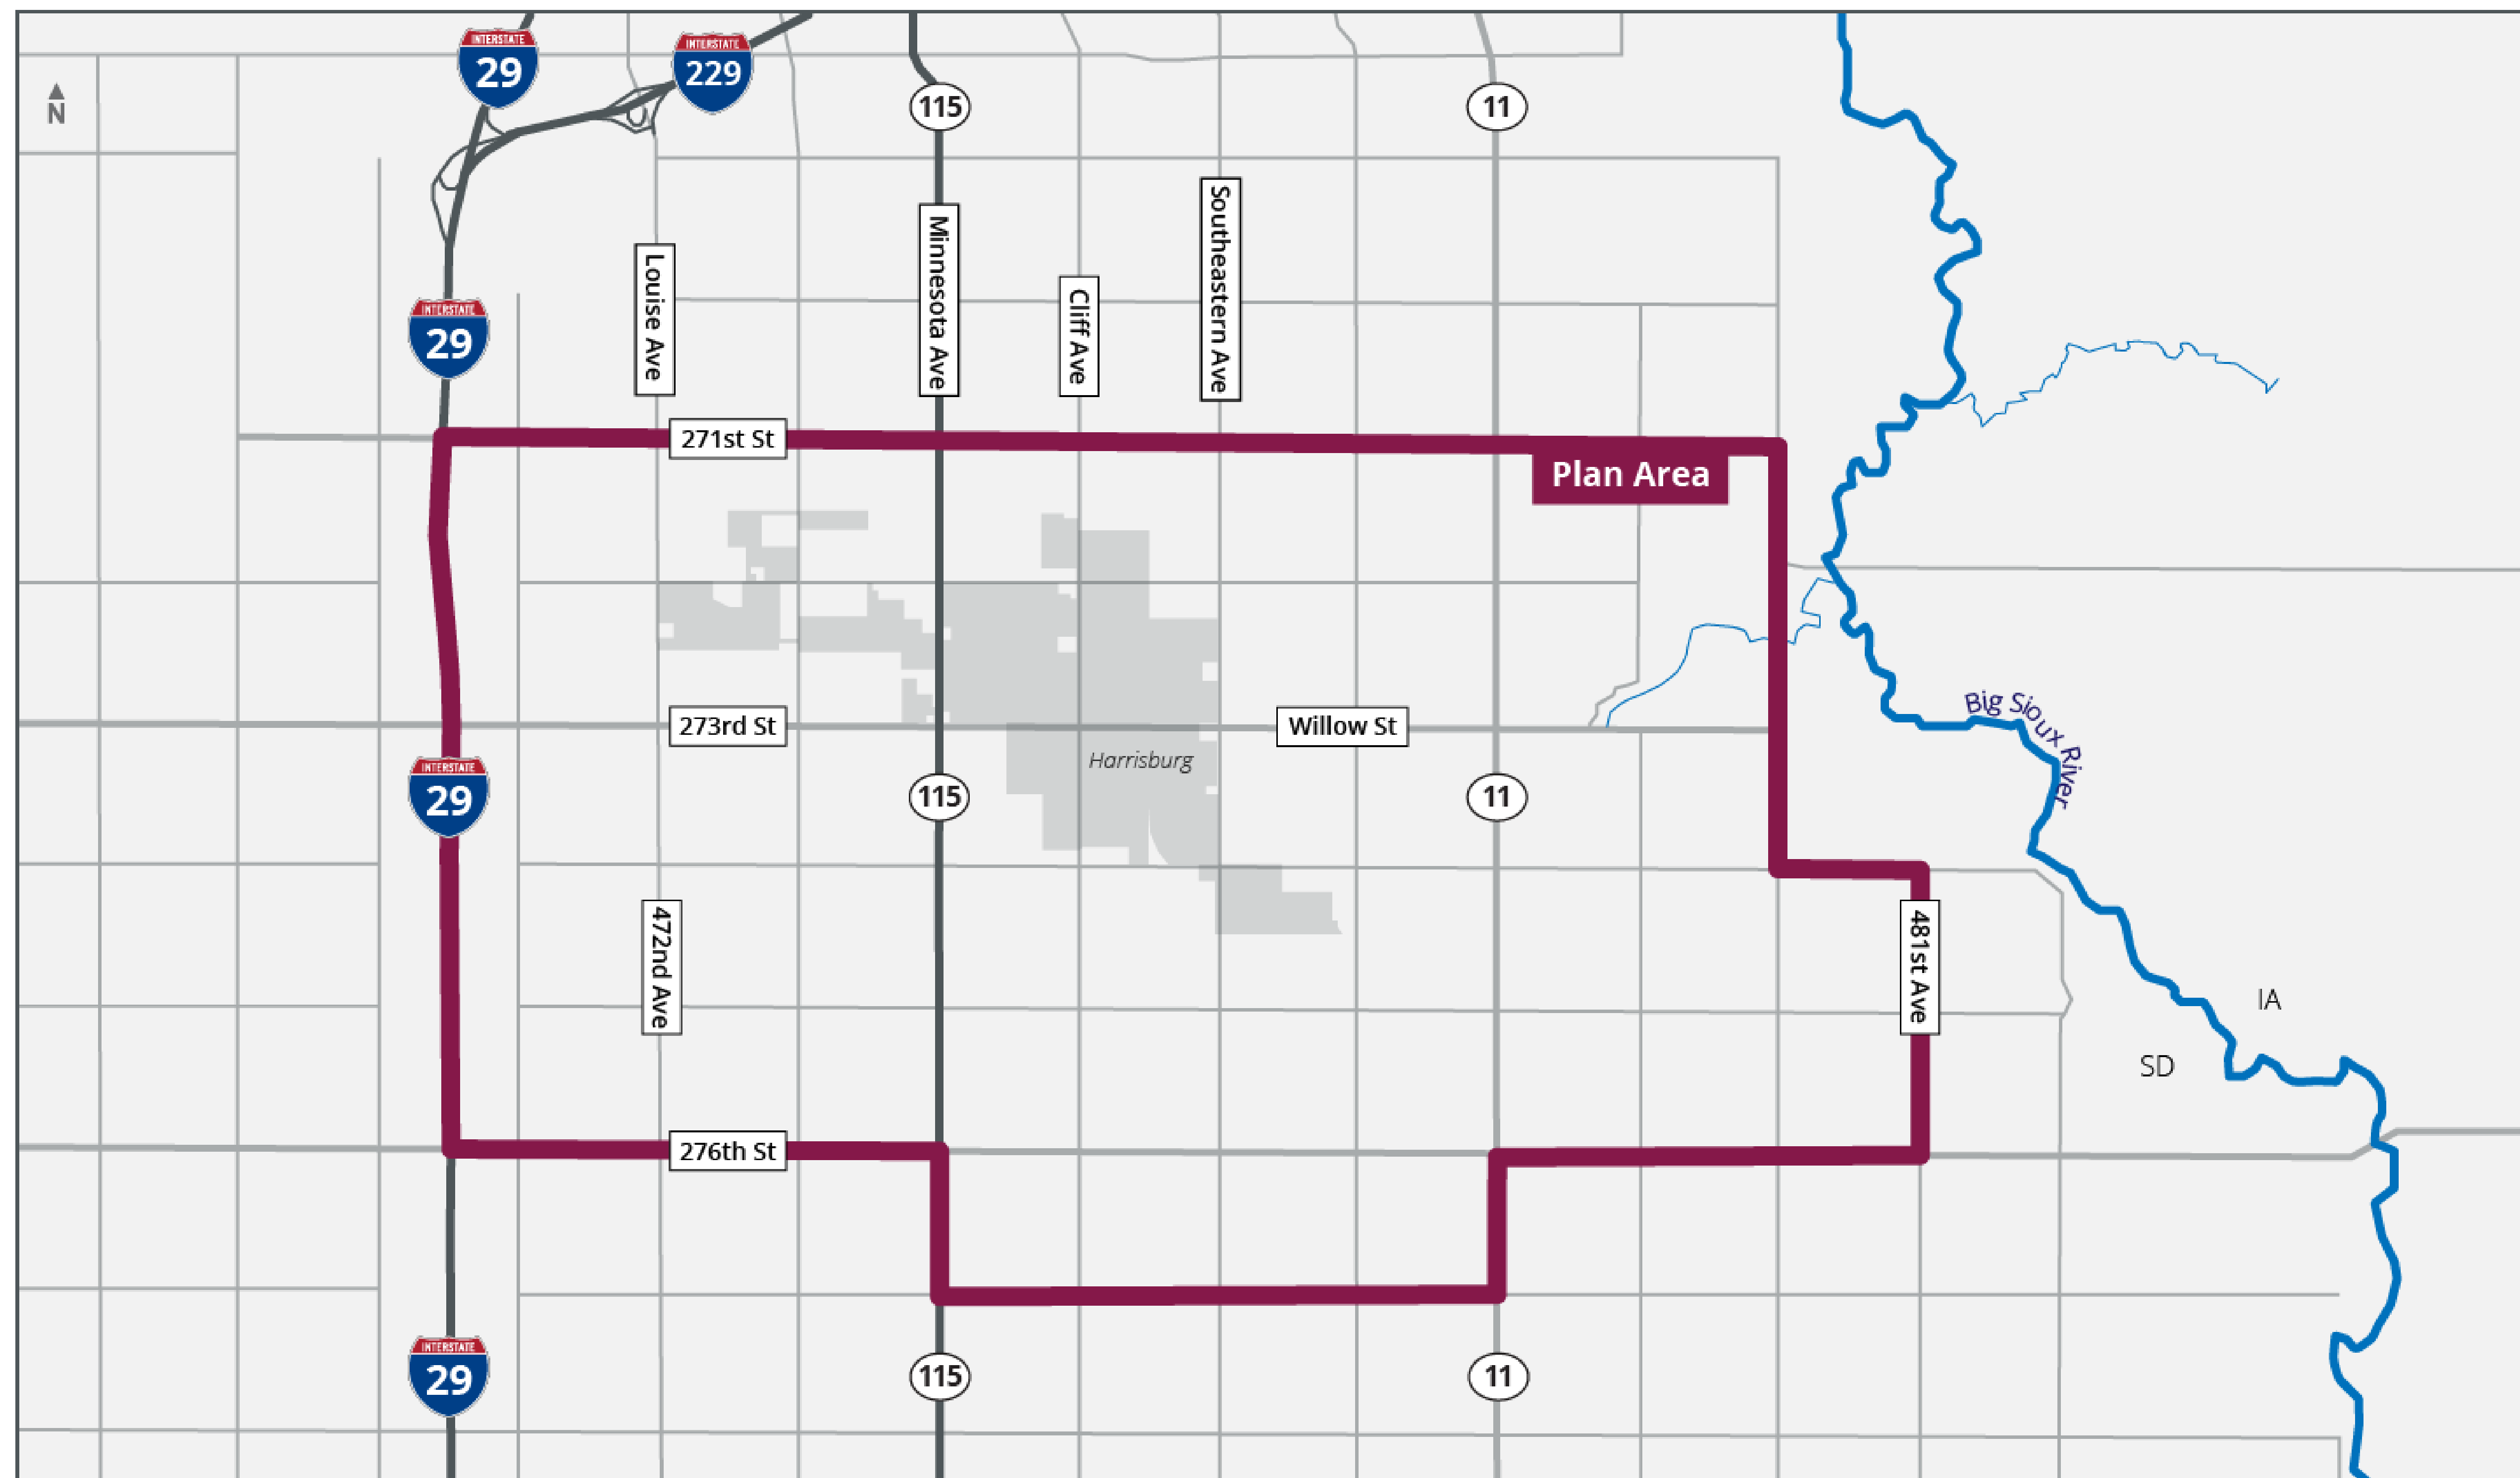 INTERSTATE
29
INTERSTATE
229
N
115
11
Louise Ave
Minnesota Ave
Cliff Ave
Southeastern Ave
INTERSTATE
29
271st St
Plan Area
273rd St
Willow St
Big Sioux River
Harrisburg
INTERSTATE
29
115
11
472nd Ave
481st Ave
IA
SD
276th St
INTERSTATE
29
115
11